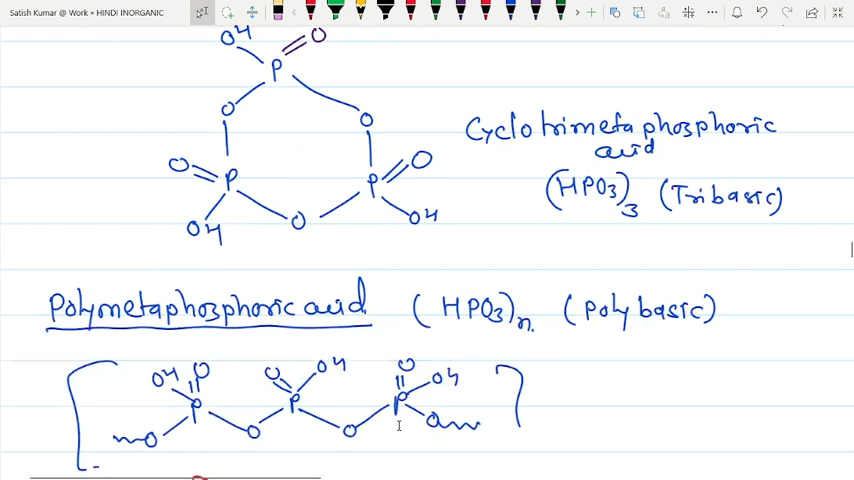 Satish Kumar @ Work » HINDI INORGANIC
OH O
P
O O
O P P O
OH O OH
Cyclotrimetaphosphoric
acid
(HPO3)3 (Tribasic)
Polymetaphosphoric acid (HPO3)n (Polybasic)
OH O O OH O OH
P P P
O O O O